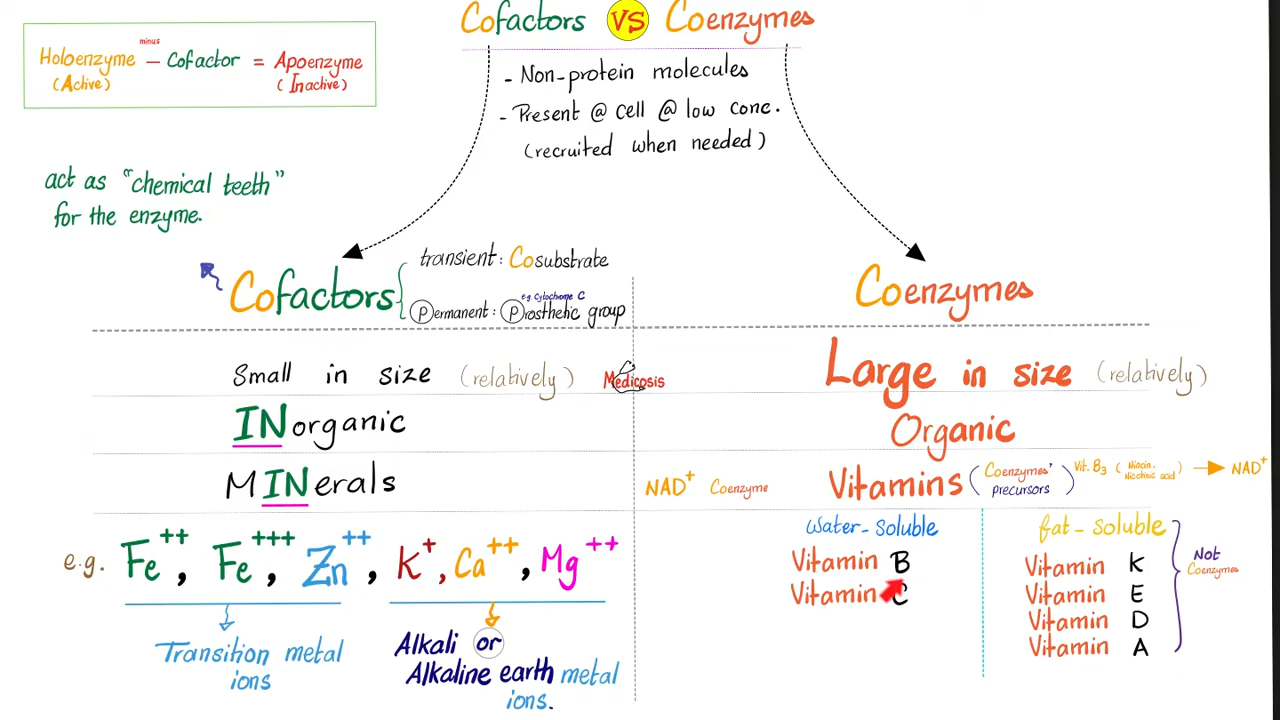 Cofactors VS Coenzymes
minus
Holoenzyme − Cofactor = Apoenzyme
(Active) (Inactive)
- Non-protein molecules
- Present @ cell @ low conc.
(recruited when needed)
act as "chemical teeth"
for the enzyme.
Cofactors
transient: Cosubstrate
e.g. Cytochrome C
Permanent: Prosthetic group
Coenzymes
Small in size (relatively)
Medicosis
Large in size (relatively)
INorganic
Organic
MINerals
NAD+ Coenzyme
Vitamins (Coenzymes' precursors) Vit. B3 (Niacin. Nicotinic acid) → NAD+
e.g. Fe++, Fe+++, Zn++, K+, Ca++, Mg++
Transition metal
ions
Alkali or
Alkaline earth metal
ions.
water-soluble
Vitamin B
Vitamin C
fat-soluble
Vitamin K
Vitamin E
Vitamin D
Vitamin A
Not
Coenzymes